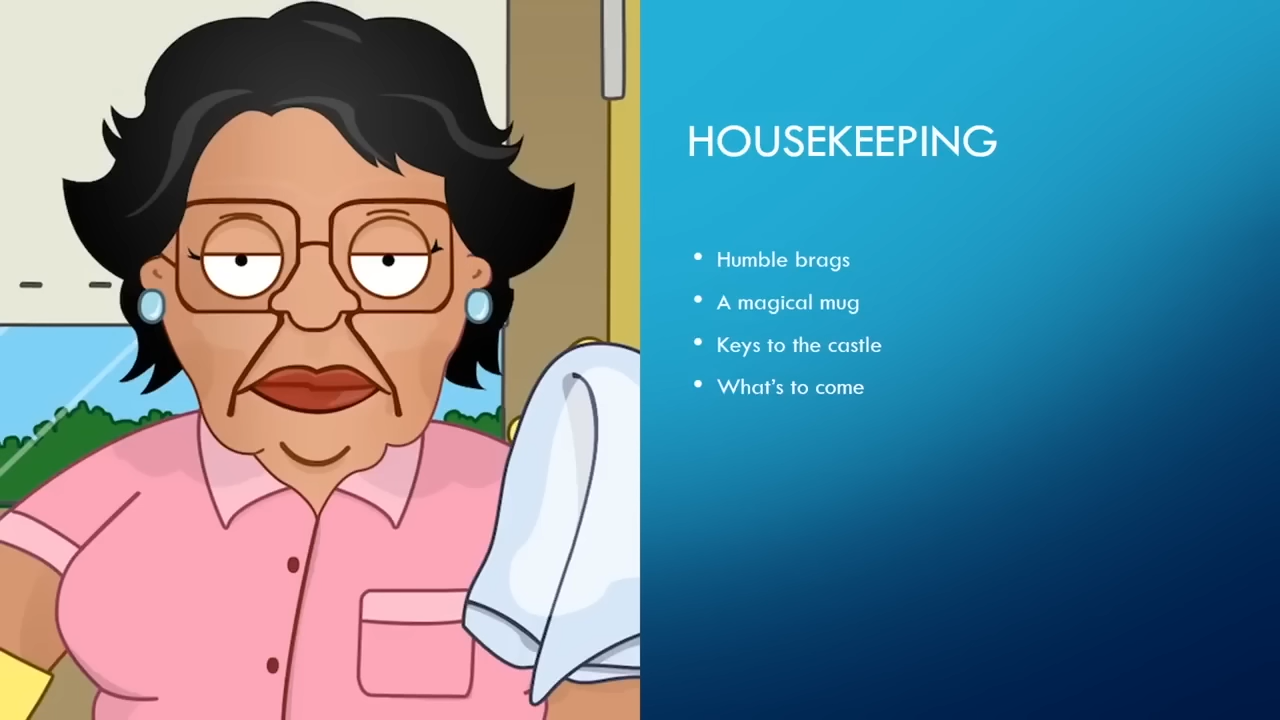 HOUSEKEEPING
• Humble brags
• A magical mug
• Keys to the castle
• What's to come